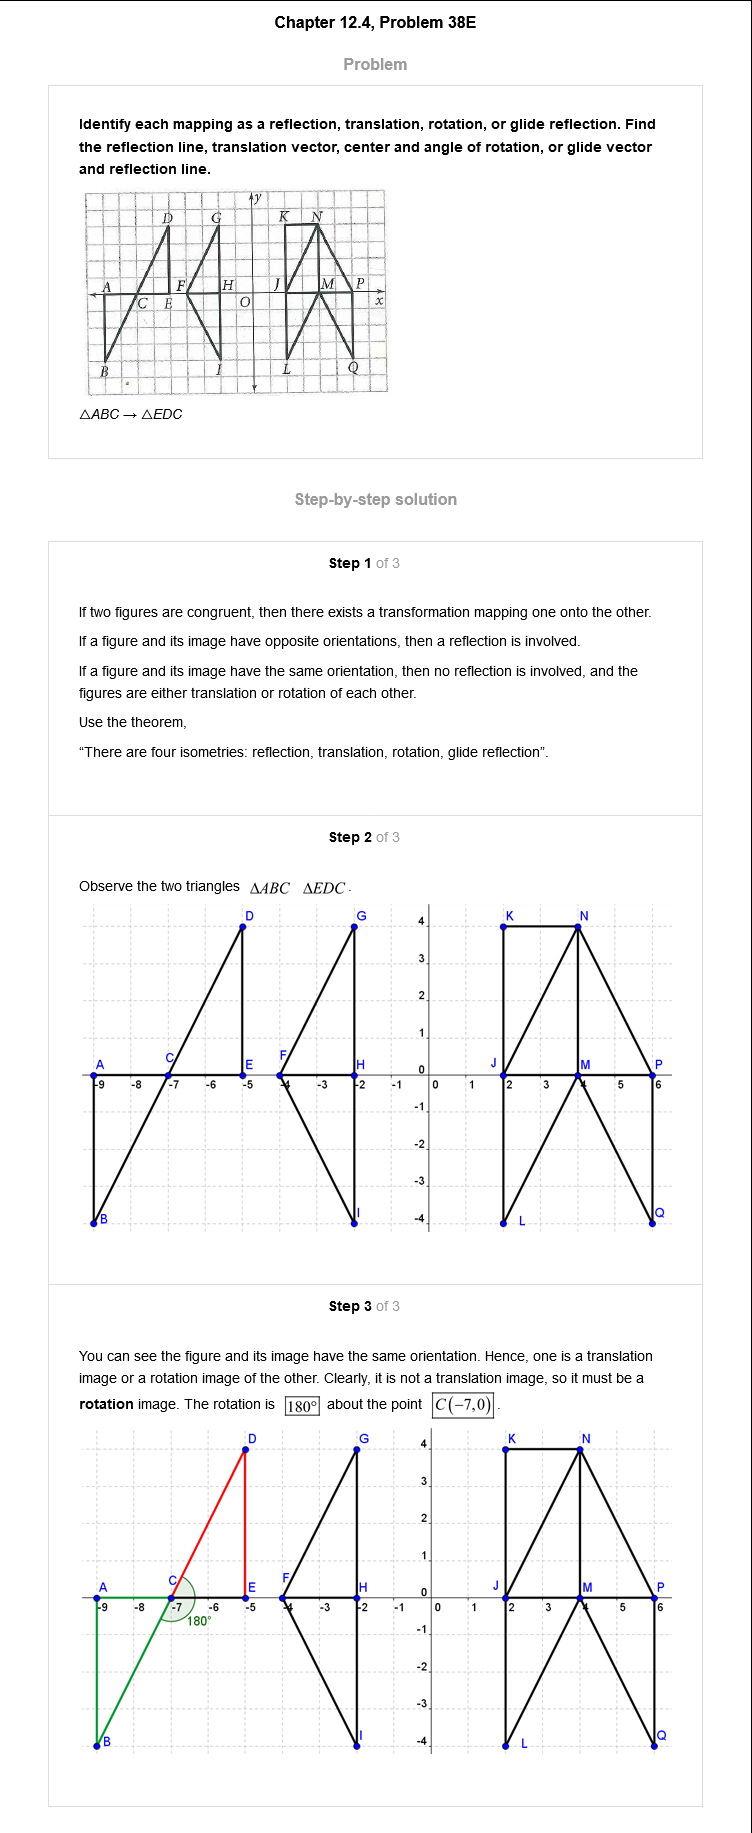 Chapter 12.4, Problem 38E
Problem
Identify each mapping as a reflection, translation, rotation, or glide reflection. Find
the reflection line, translation vector, center and angle of rotation, or glide vector
and reflection line.
y
D G K N
A F H J M P
C E O x
B I L Q
△ABC → △EDC
Step-by-step solution
Step 1 of 3
If two figures are congruent, then there exists a transformation mapping one onto the other.
If a figure and its image have opposite orientations, then a reflection is involved.
If a figure and its image have the same orientation, then no reflection is involved, and the
figures are either translation or rotation of each other.
Use the theorem,
“There are four isometries: reflection, translation, rotation, glide reflection”.
Step 2 of 3
Observe the two triangles ΔABC ΔEDC.
D G 4 K N
3
2
1
A C E F H 0 J M P
-9 -8 -7 -6 -5 -4 -3 -2 -1 0 1 2 3 4 5 6
-1
-2
-3
B I -4 L Q
Step 3 of 3
You can see the figure and its image have the same orientation. Hence, one is a translation
image or a rotation image of the other. Clearly, it is not a translation image, so it must be a
rotation image. The rotation is 180° about the point C(−7,0).
D G 4 K N
3
2
1
A C E F H 0 J M P
-9 -8 -7 -6 -5 -4 -3 -2 -1 0 1 2 3 4 5 6
180°
-1
-2
-3
B I -4 L Q